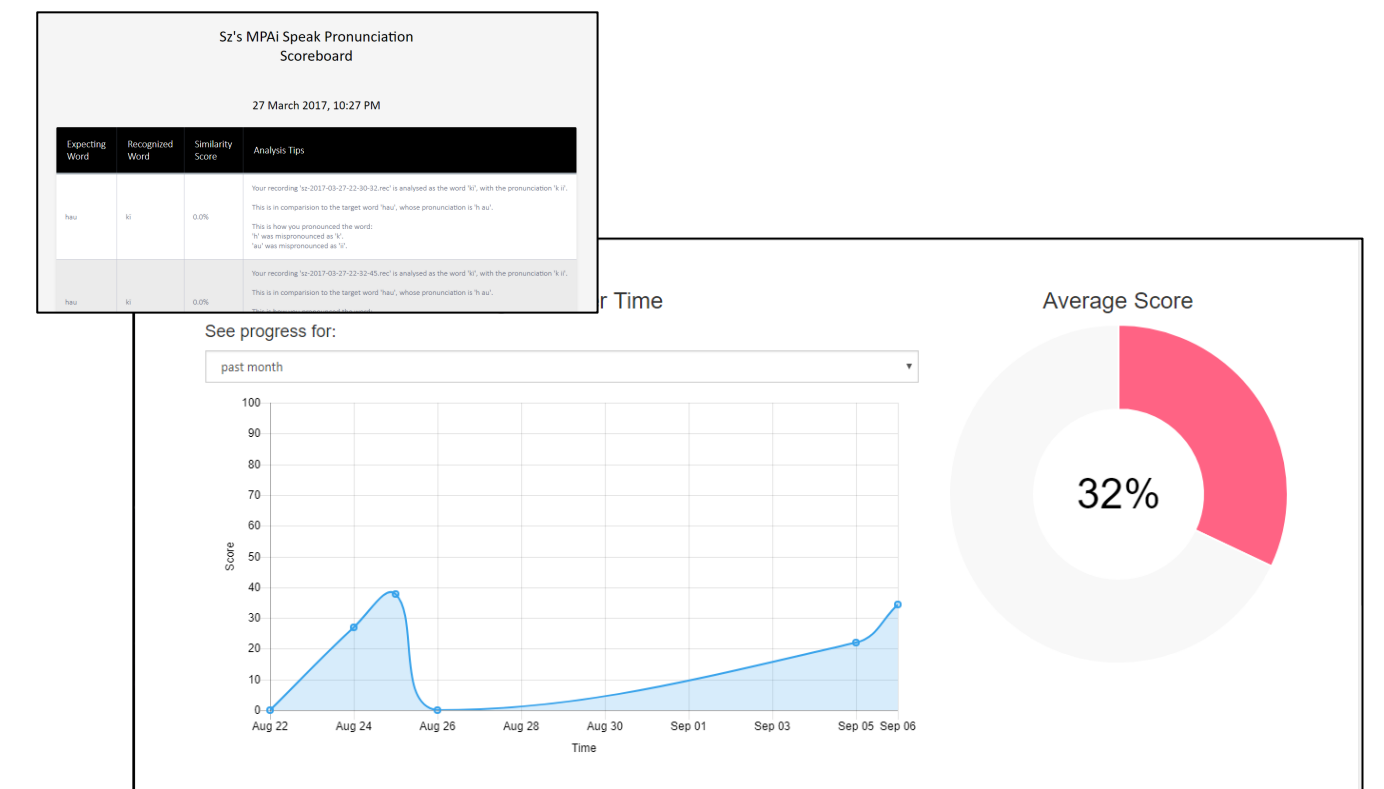 Sz's MPAi Speak Pronunciation
Scoreboard
27 March 2017, 10:27 PM
Expecting Word
Recognized Word
Similarity Score
Analysis Tips
hau
ki
0.0%
Your recording 'sz-2017-03-27-22-30-32.rec' is analysed as the word 'ki', with the pronunciation 'k ii'.
This is in comparision to the target word 'hau', whose pronunciation is 'h au'.
This is how you pronounced the word:
'h' was mispronounced as 'k'.
'au' was mispronounced as 'ii'.
hau
ki
0.0%
Your recording 'sz-2017-03-27-22-32-45.rec' is analysed as the word 'ki', with the pronunciation 'k ii'.
This is in comparision to the target word 'hau', whose pronunciation is 'h au'.
This is how you pronounced the word:
r Time
See progress for:
past month
100
90
80
70
60
50
40
30
20
10
0
Score
Aug 22 Aug 24 Aug 26 Aug 28 Aug 30 Sep 01 Sep 03 Sep 05 Sep 06
Time
Average Score
32%